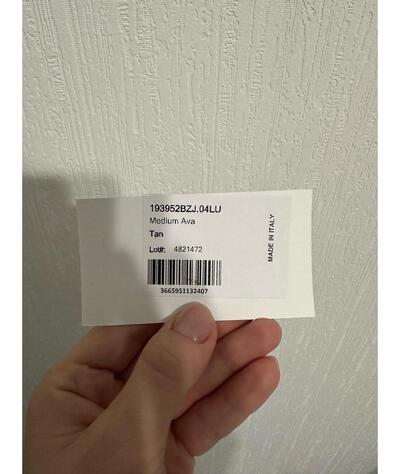 193952BZJ.04LU
Medium Ava
Tan
Lot#: 4821472
3665951132407
MADE IN ITALY